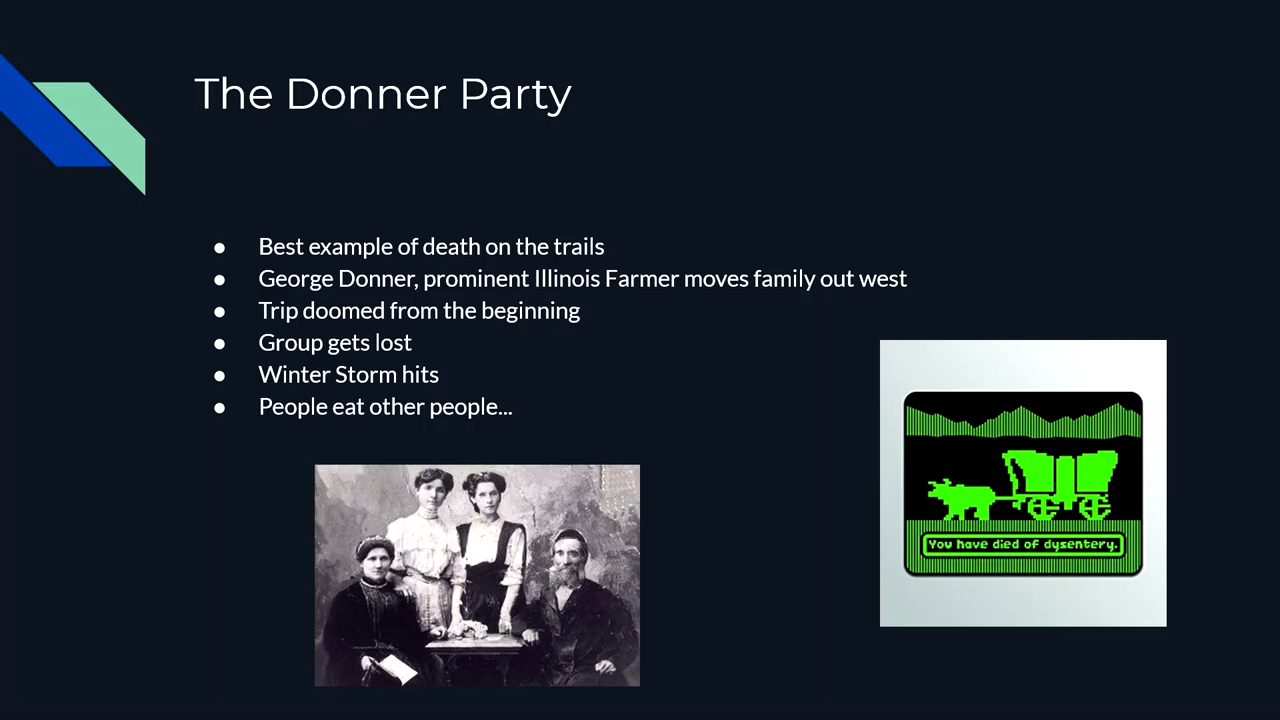 The Donner Party
● Best example of death on the trails
● George Donner, prominent Illinois Farmer moves family out west
● Trip doomed from the beginning
● Group gets lost
● Winter Storm hits
● People eat other people...
You have died of dysentery.